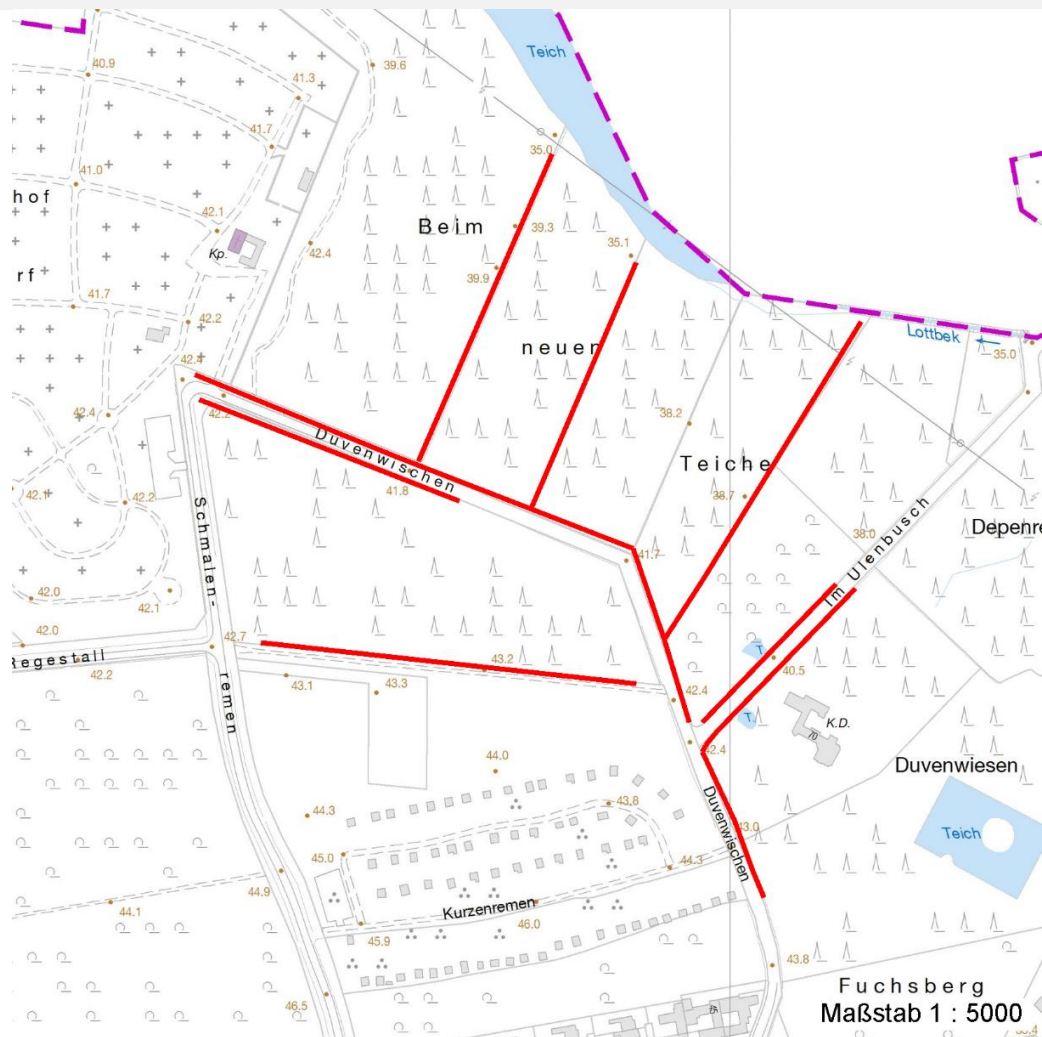 Teich
40.9
39.6
41.3
41.7
35.0
41.0
hof
42.1
Beim
39.3
Kp.
42.4
35.1
rf
39.9
41.7
42.2
neuen
Lottbek
35.0
42.4
38.2
42.4
42.2
Duvenwischen
Teiche
41.8
42.1
42.2
38.7
Schmalen-
remen
38.0
Im Ulenbusch
Depenre
41.7
42.0
42.1
42.0
42.7
Regestall
42.2
43.2
T.
40.5
43.1
43.3
42.4
T.
K.D.
70
42.4
44.0
Duvenwiesen
44.3
43.8
Duvenwischen
43.0
Teich
45.0
44.3
44.9
44.1
Kurzenremen
46.0
45.9
43.8
46.5
Fuchsberg
Maßstab 1 : 5000